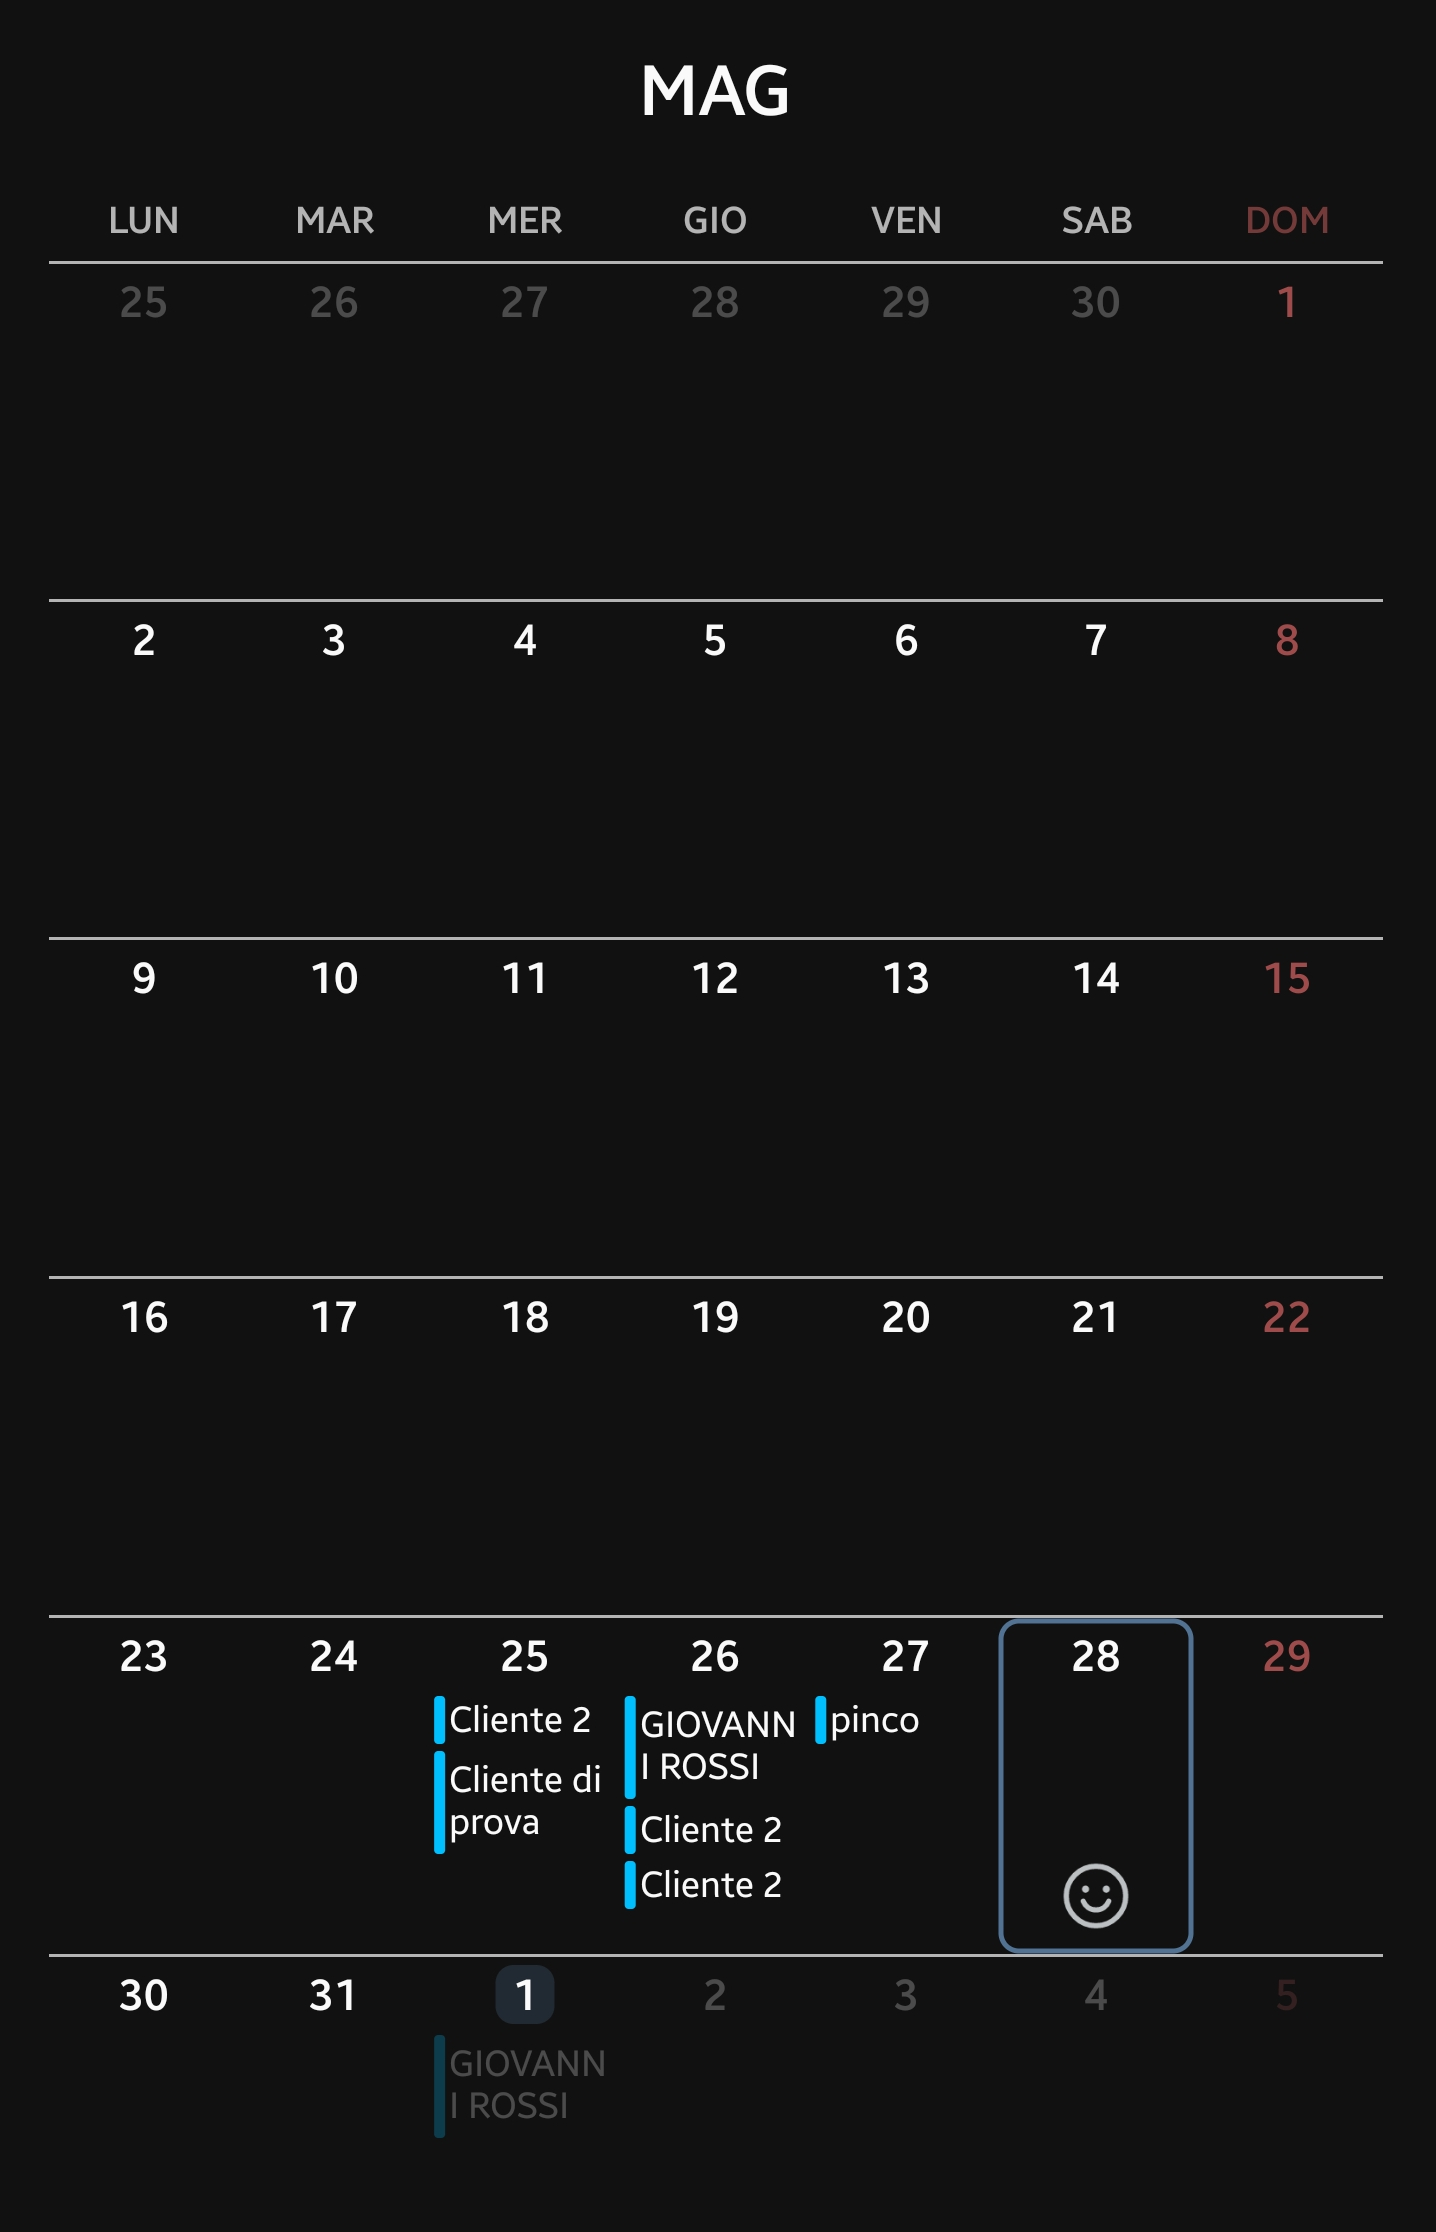 MAG
LUN MAR MER GIO VEN SAB DOM
25 26 27 28 29 30 1
2 3 4 5 6 7 8
9 10 11 12 13 14 15
16 17 18 19 20 21 22
23 24 25 26 27 28 29
Cliente 2
Cliente di
prova
GIOVANN
I ROSSI
Cliente 2
Cliente 2
pinco
30 31 1 2 3 4 5
GIOVANN
I ROSSI